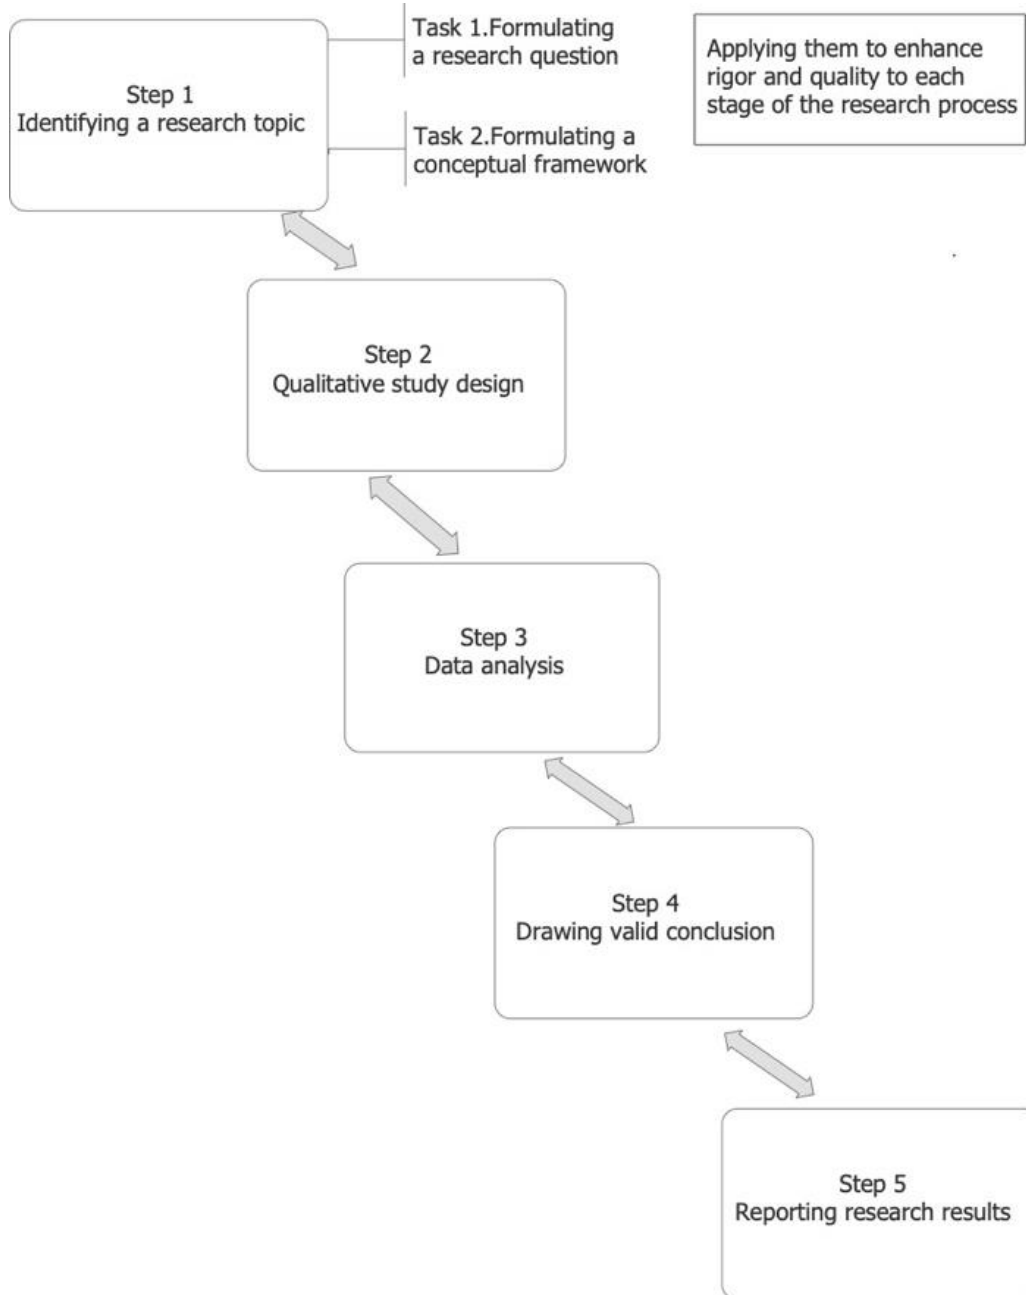 Step 1
Identifying a research topic
Task 1.Formulating
a research question
Task 2.Formulating a
conceptual framework
Applying them to enhance
rigor and quality to each
stage of the research process
Step 2
Qualitative study design
Step 3
Data analysis
Step 4
Drawing valid conclusion
Step 5
Reporting research results